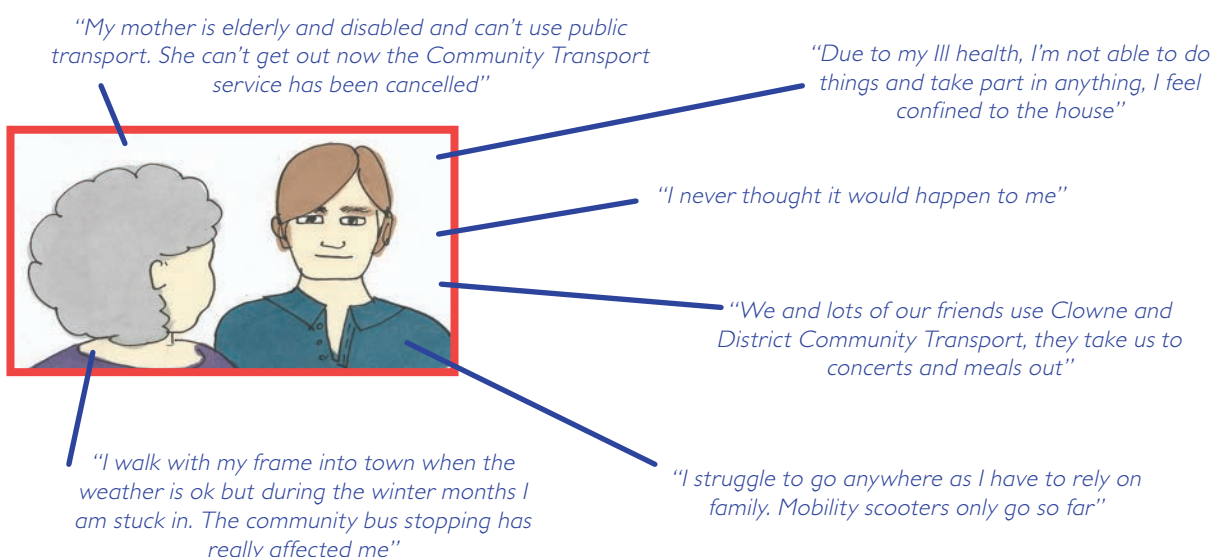 “My mother is elderly and disabled and can’t use public
transport. She can’t get out now the Community Transport
service has been cancelled”
“Due to my Ill health, I’m not able to do
things and take part in anything, I feel
confined to the house”
“I never thought it would happen to me”
“We and lots of our friends use Clowne and
District Community Transport, they take us to
concerts and meals out”
“I walk with my frame into town when the
weather is ok but during the winter months I
am stuck in. The community bus stopping has
really affected me”
“I struggle to go anywhere as I have to rely on
family. Mobility scooters only go so far”